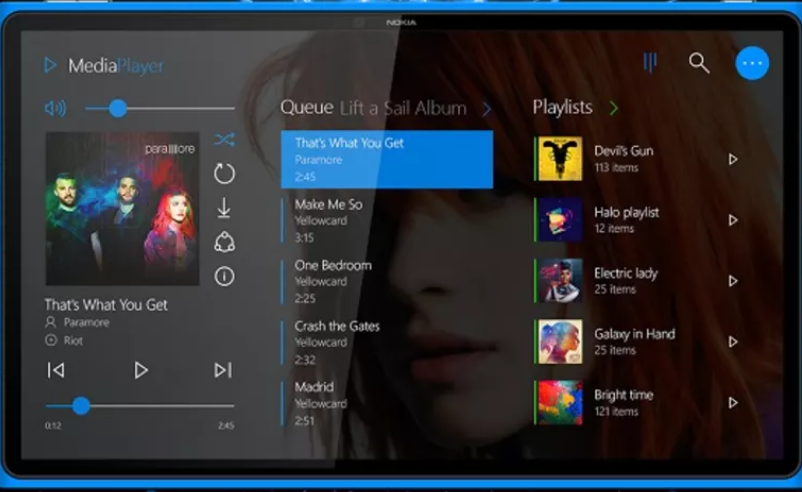 NOKIA
MediaPlayer
paramore
That's What You Get
Paramore
Riot
0:12
2:45
Queue Lift a Sail Album
That's What You Get
Paramore
2:45
Make Me So
Yellowcard
3:15
One Bedroom
Yellowcard
2:25
Crash the Gates
Yellowcard
2:32
Madrid
Yellowcard
2:51
Playlists
Devil's Gun
113 items
Halo playlist
12 items
Electric lady
25 items
Galaxy in Hand
25 items
Bright time
121 items